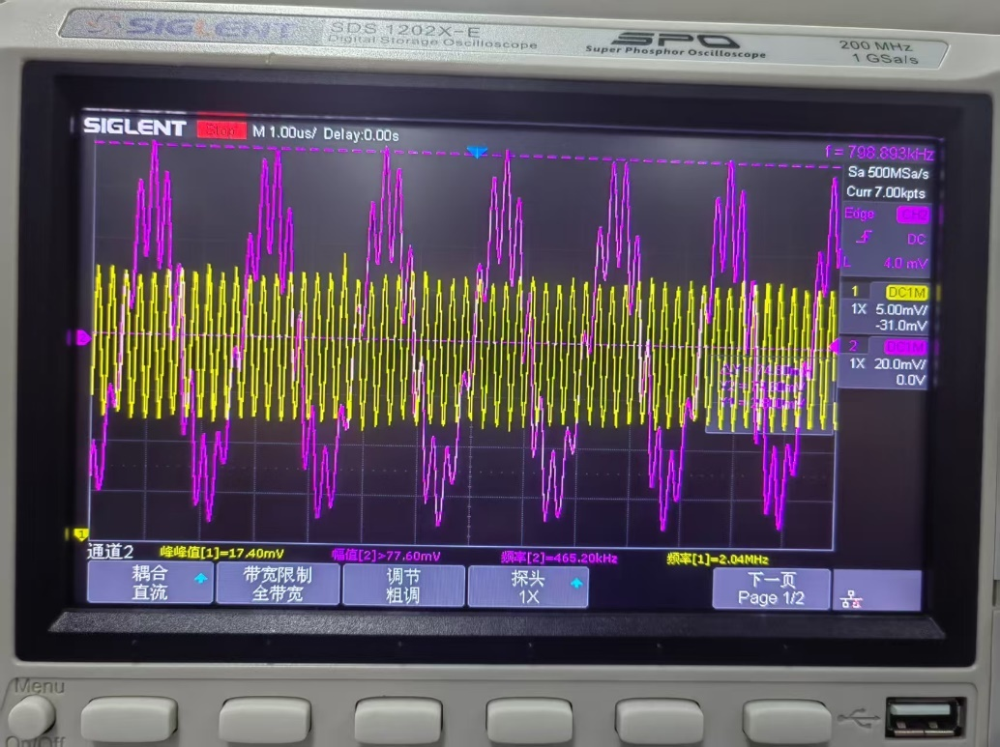 SIGLENT
SDS 1202X-E
Digital Storage Oscilloscope
SPO
Super Phosphor Oscilloscope
200 MHz
1 GSa/s
SIGLENT Stop M 1.00us/ Delay:0.00s
f = 798.893kHz
Sa 500MSa/s
Curr 7.00kpts
Edge CH2
DC
L 4.0 mV
1 DC1M
1X 5.00mV/
-31.0mV
2 DC1M
1X 20.0mV/
0.0V
1
通道2 峰峰值[1]=17.40mV 幅值[2]>77.60mV 频率[2]=465.20kHz 频率[1]=2.04MHz
耦合
直流
带宽限制
全带宽
调节
粗调
探头
1X
下一页
Page 1/2
Menu
On/Off